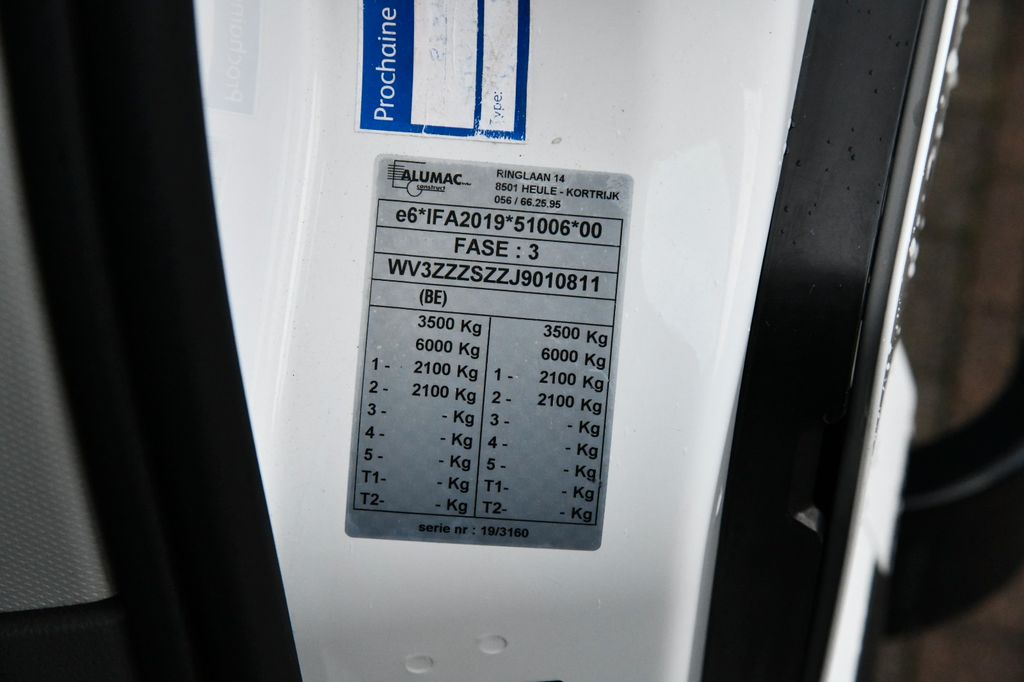 Prochaine
Type:
ALUMAC
construct
RINGLAAN 14
8501 HEULE - KORTRIJK
056 / 66.25.95
e6*IFA2019*51006*00
FASE : 3
WV3ZZZSZZJ9010811
(BE)
3500 Kg 3500 Kg
6000 Kg 6000 Kg
1 - 2100 Kg 1 - 2100 Kg
2 - 2100 Kg 2 - 2100 Kg
3 - - Kg 3 - - Kg
4 - - Kg 4 - - Kg
5 - - Kg 5 - - Kg
T1- - Kg T1- - Kg
T2- - Kg T2- - Kg
serie nr : 19/3160